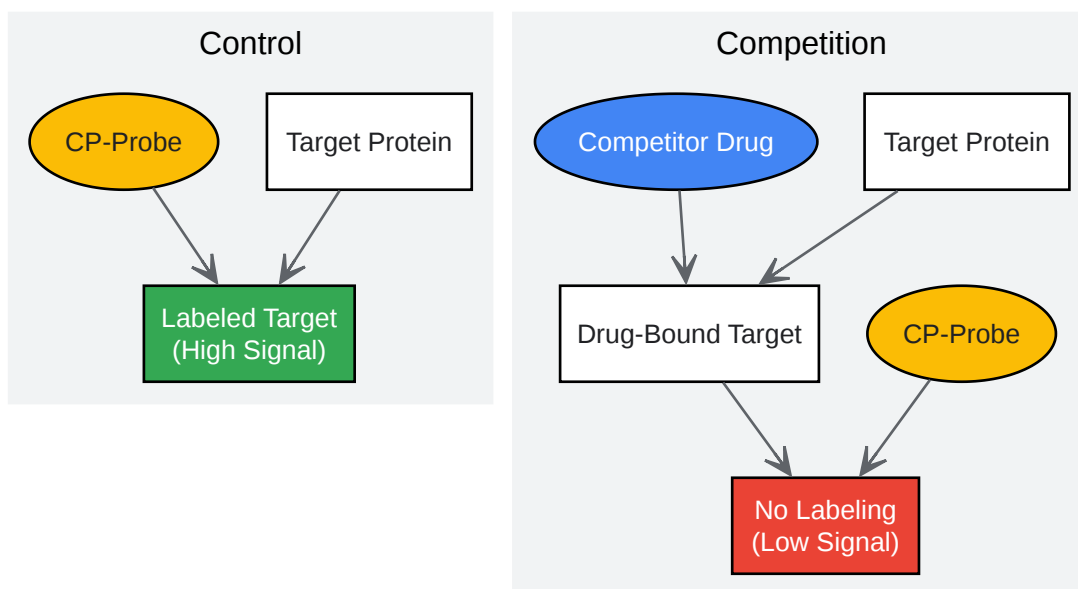 Control
CP-Probe
Target Protein
Labeled Target
(High Signal)
Competition
Competitor Drug
Target Protein
Drug-Bound Target
CP-Probe
No Labeling
(Low Signal)